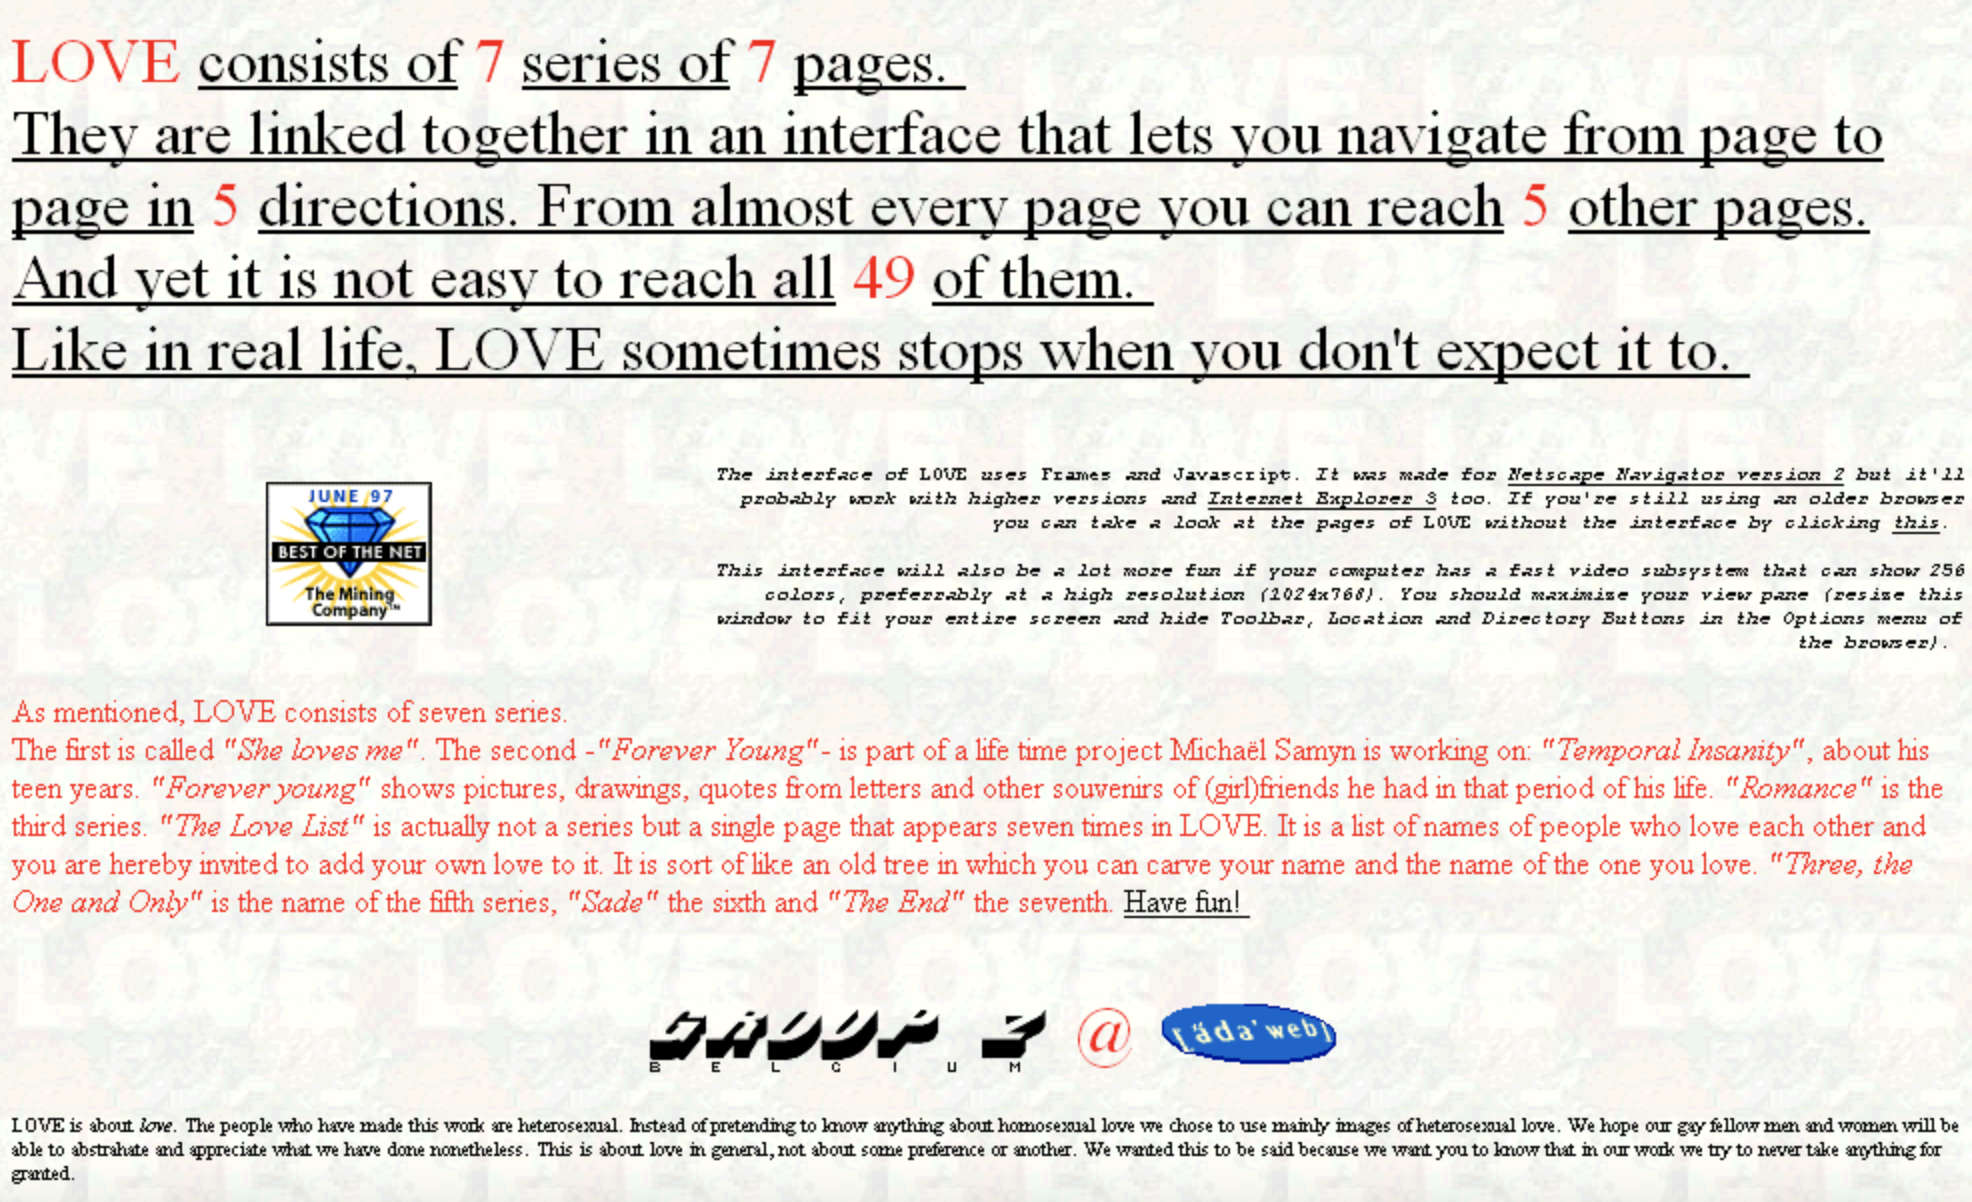 LOVE consists of 7 series of 7 pages.
They are linked together in an interface that lets you navigate from page to
page in 5 directions. From almost every page you can reach 5 other pages.
And yet it is not easy to reach all 49 of them.
Like in real life, LOVE sometimes stops when you don't expect it to.
JUNE 97
BEST OF THE NET
The Mining
Company™
The interface of LOVE uses Frames and Javascript. It was made for Netscape Navigator version 2 but it'll
probably work with higher versions and Internet Explorer 3 too. If you're still using an older browser
you can take a look at the pages of LOVE without the interface by clicking this.
This interface will also be a lot more fun if your computer has a fast video subsystem that can show 256
colors, preferrably at a high resolution (1024x768). You should maximize your view pane (resize this
window to fit your entire screen and hide Toolbar, Location and Directory Buttons in the Options menu of
the browser).
As mentioned, LOVE consists of seven series.
The first is called "She loves me". The second -"Forever Young"- is part of a life time project Michaël Samyn is working on: "Temporal Insanity", about his
teen years. "Forever young" shows pictures, drawings, quotes from letters and other souvenirs of (girl)friends he had in that period of his life. "Romance" is the
third series. "The Love List" is actually not a series but a single page that appears seven times in LOVE. It is a list of names of people who love each other and
you are hereby invited to add your own love to it. It is sort of like an old tree in which you can carve your name and the name of the one you love. "Three, the
One and Only" is the name of the fifth series, "Sade" the sixth and "The End" the seventh. Have fun!
GROUP Z @ [äda'web]
BELGIUM
LOVE is about love. The people who have made this work are heterosexual. Instead of pretending to know anything about homosexual love we chose to use mainly images of heterosexual love. We hope our gay fellow men and women will be
able to abstrahate and appreciate what we have done nonetheless. This is about love in general, not about some preference or another. We wanted this to be said because we want you to know that in our work we try to never take anything for
granted.